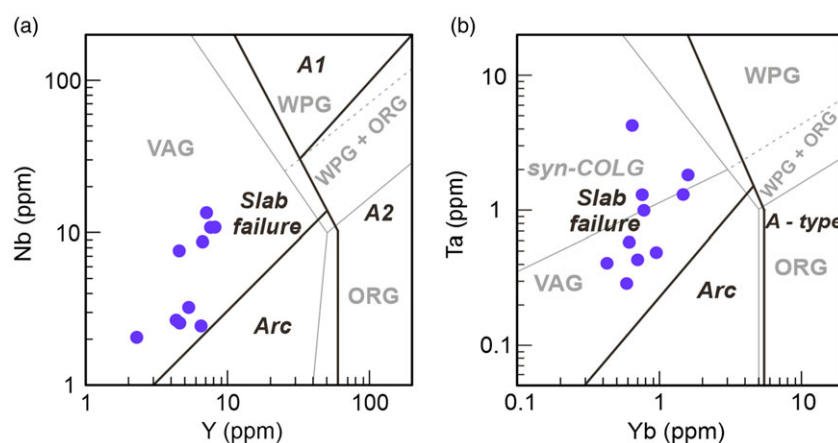 (a)
100
10
1
Nb (ppm)
1
10
100
Y (ppm)
A1
WPG
WPG + ORG
VAG
Slab
failure
A2
ORG
Arc
(b)
10
1
0.1
Ta (ppm)
0.1
1
10
Yb (ppm)
WPG
WPG + ORG
syn-COLG
Slab
failure
A - type
VAG
Arc
ORG